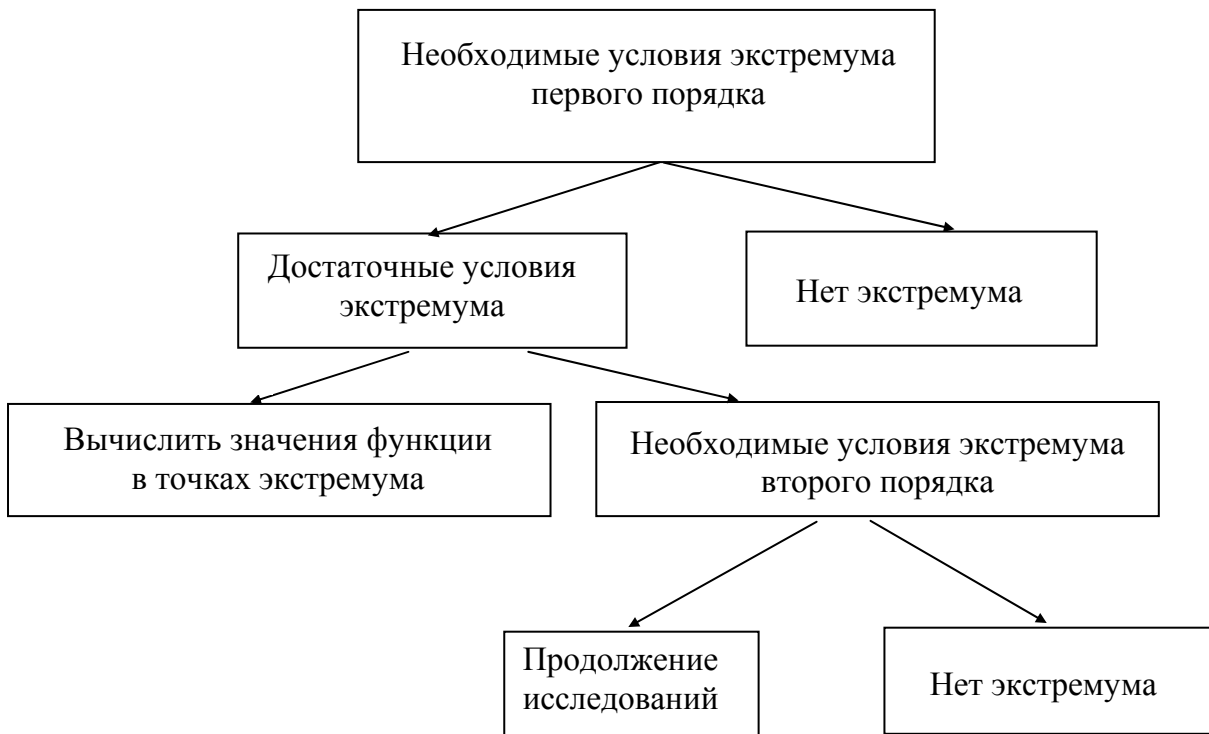 Необходимые условия экстремума
первого порядка
Достаточные условия
экстремума
Нет экстремума
Вычислить значения функции
в точках экстремума
Необходимые условия экстремума
второго порядка
Продолжение
исследований
Нет экстремума